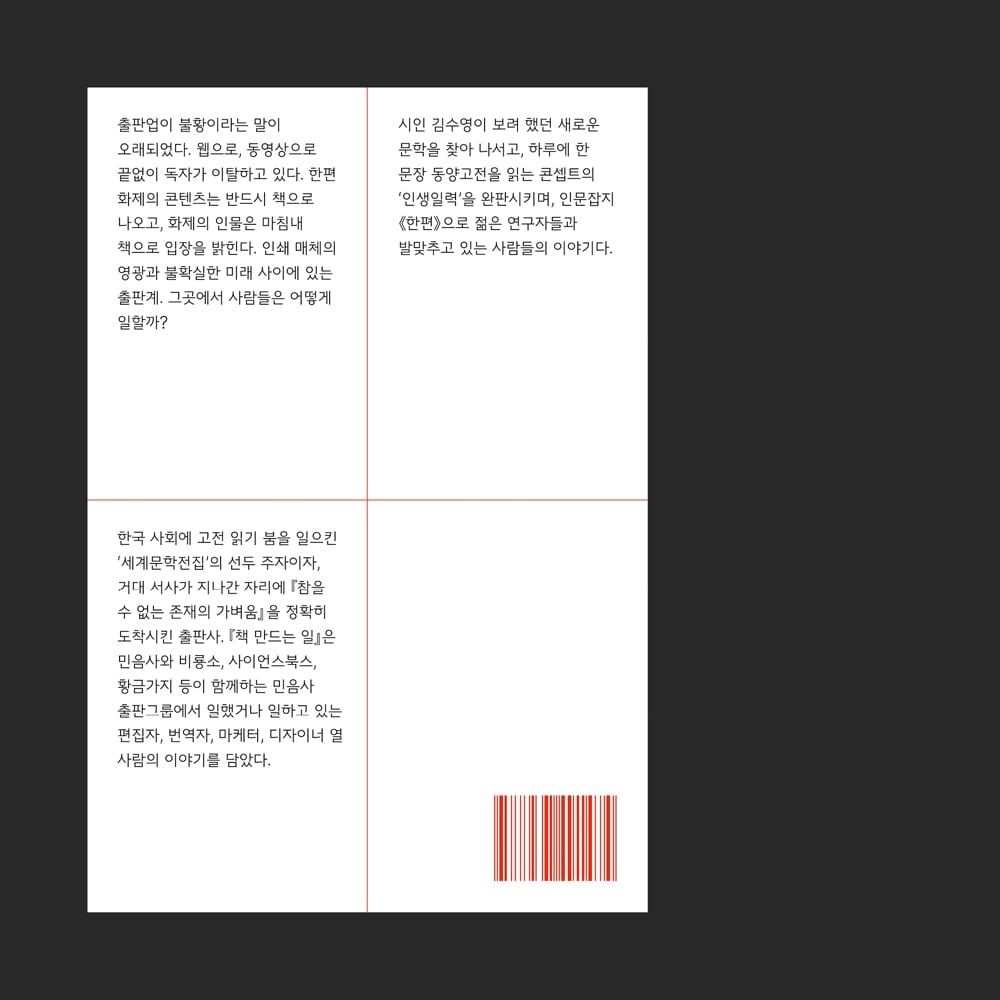 출판업이 불황이라는 말이
오래되었다. 웹으로, 동영상으로
끝없이 독자가 이탈하고 있다. 한편
화제의 콘텐츠는 반드시 책으로
나오고, 화제의 인물은 마침내
책으로 입장을 밝힌다. 인쇄 매체의
영광과 불확실한 미래 사이에 있는
출판계. 그곳에서 사람들은 어떻게
일할까?
시인 김수영이 보려 했던 새로운
문학을 찾아 나서고, 하루에 한
문장 동양고전을 읽는 콘셉트의
‘인생일력’을 완판시키며, 인문잡지
《한편》으로 젊은 연구자들과
발맞추고 있는 사람들의 이야기다.
한국 사회에 고전 읽기 붐을 일으킨
‘세계문학전집’의 선두 주자이자,
거대 서사가 지나간 자리에 『참을
수 없는 존재의 가벼움』을 정확히
도착시킨 출판사. 『책 만드는 일』은
민음사와 비룡소, 사이언스북스,
황금가지 등이 함께하는 민음사
출판그룹에서 일했거나 일하고 있는
편집자, 번역자, 마케터, 디자이너 열
사람의 이야기를 담았다.